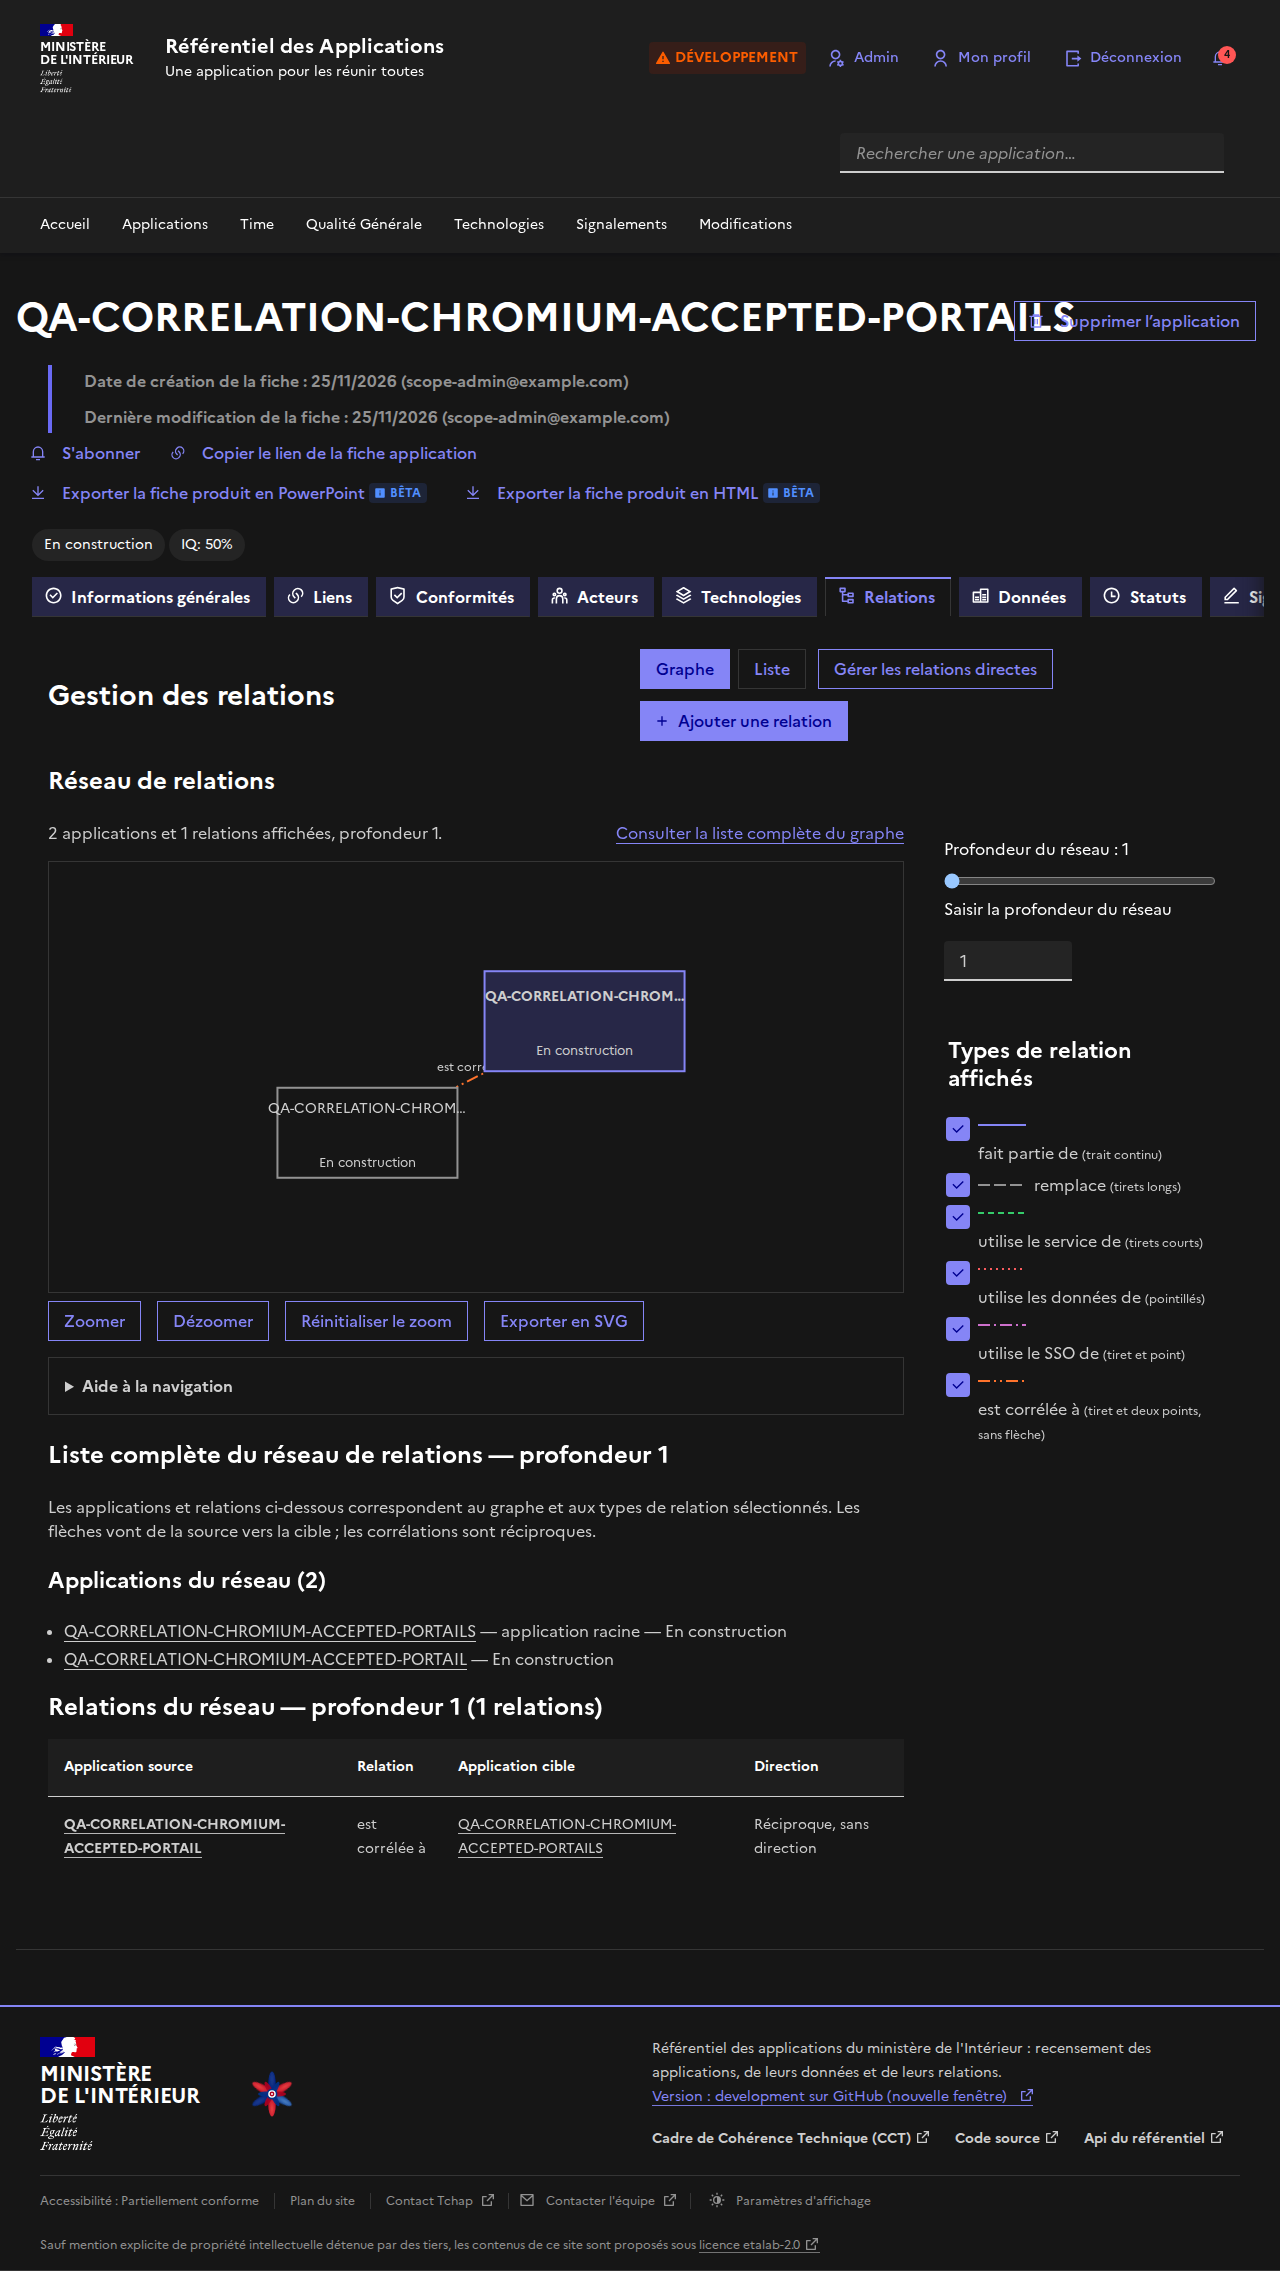 MINISTÈRE
DE L'INTÉRIEUR
Liberté
Égalité
Fraternité
Référentiel des Applications
Une application pour les réunir toutes
DÉVELOPPEMENT
Admin
Mon profil
Déconnexion
4
Rechercher une application…
Accueil
Applications
Time
Qualité Générale
Technologies
Signalements
Modifications
QA-CORRELATION-CHROMIUM-ACCEPTED-PORTAILS
Supprimer l’application
Date de création de la fiche : 25/11/2026 (scope-admin@example.com)
Dernière modification de la fiche : 25/11/2026 (scope-admin@example.com)
S'abonner
Copier le lien de la fiche application
Exporter la fiche produit en PowerPoint
BÊTA
Exporter la fiche produit en HTML
BÊTA
En construction
IQ: 50%
Informations générales
Liens
Conformités
Acteurs
Technologies
Relations
Données
Statuts
Gestion des relations
Graphe
Liste
Gérer les relations directes
Ajouter une relation
Réseau de relations
2 applications et 1 relations affichées, profondeur 1.
Consulter la liste complète du graphe
Profondeur du réseau : 1
Saisir la profondeur du réseau
1
QA-CORRELATION-CHROM…
En construction
est corré
QA-CORRELATION-CHROM…
En construction
Types de relation
affichés
fait partie de (trait continu)
remplace (tirets longs)
utilise le service de (tirets courts)
utilise les données de (pointillés)
utilise le SSO de (tiret et point)
est corrélée à (tiret et deux points,
sans flèche)
Zoomer
Dézoomer
Réinitialiser le zoom
Exporter en SVG
Aide à la navigation
Liste complète du réseau de relations — profondeur 1
Les applications et relations ci-dessous correspondent au graphe et aux types de relation sélectionnés. Les
flèches vont de la source vers la cible ; les corrélations sont réciproques.
Applications du réseau (2)
QA-CORRELATION-CHROMIUM-ACCEPTED-PORTAILS — application racine — En construction
QA-CORRELATION-CHROMIUM-ACCEPTED-PORTAIL — En construction
Relations du réseau — profondeur 1 (1 relations)
Application source
Relation
Application cible
Direction
QA-CORRELATION-CHROMIUM-
ACCEPTED-PORTAIL
est
corrélée à
QA-CORRELATION-CHROMIUM-
ACCEPTED-PORTAILS
Réciproque, sans
direction
MINISTÈRE
DE L'INTÉRIEUR
Liberté
Égalité
Fraternité
Référentiel des applications du ministère de l'Intérieur : recensement des
applications, de leurs données et de leurs relations.
Version : development sur GitHub (nouvelle fenêtre)
Cadre de Cohérence Technique (CCT)
Code source
Api du référentiel
Accessibilité : Partiellement conforme
Plan du site
Contact Tchap
Contacter l'équipe
Paramètres d'affichage
Sauf mention explicite de propriété intellectuelle détenue par des tiers, les contenus de ce site sont proposés sous licence etalab-2.0